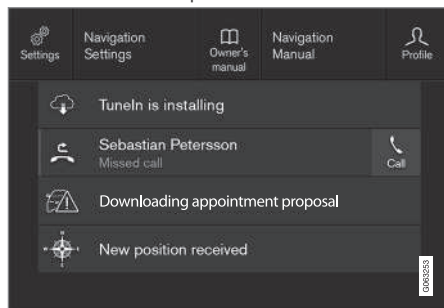 Settings
Navigation
Settings
Owner's
manual
Navigation
Manual
Profile
TuneIn is installing
Sebastian Petersson
Missed call
Call
Downloading appointment proposal
New position received
G063253